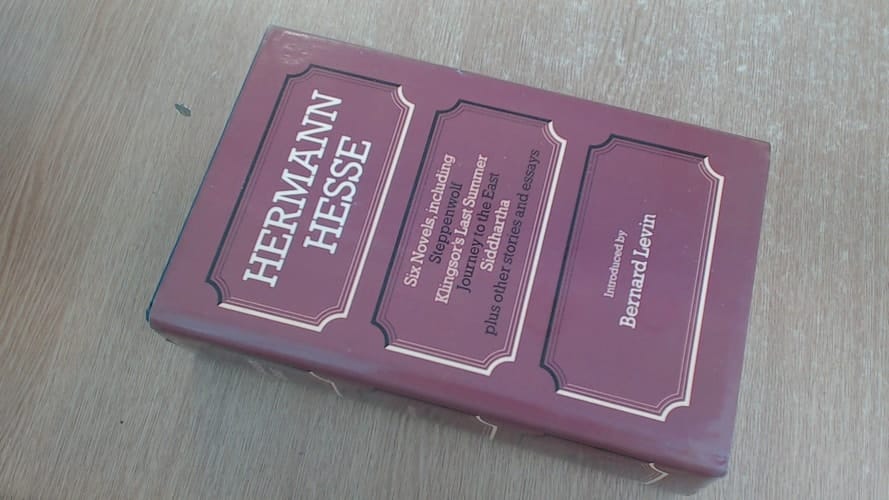 HERMANN
HESSE
Six Novels, including
Steppenwolf
Klingsor's Last Summer
Journey to the East
Siddhartha
plus other stories and essays
Introduced by
Bernard Levin